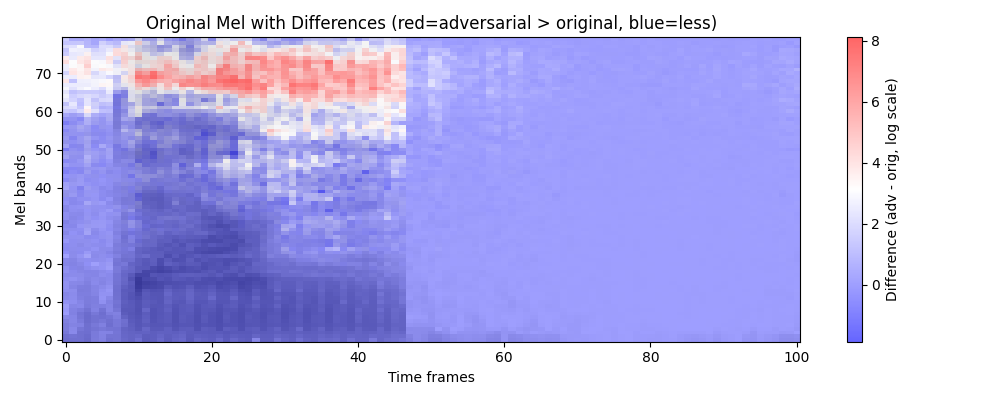 Original Mel with Differences (red=adversarial > original, blue=less)
70
60
50
40
30
20
10
0
Mel bands
0 20 40 60 80 100
Time frames
8
6
4
2
0
Difference (adv - orig, log scale)